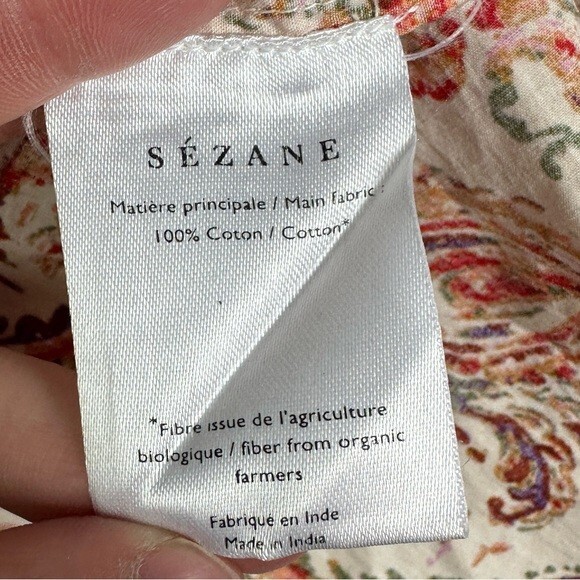 SÉZANE
Matière principale / Main fabric :
100% Coton / Cotton*
*Fibre issue de l'agriculture
biologique / fiber from organic
farmers
Fabriqué en Inde
Made in India